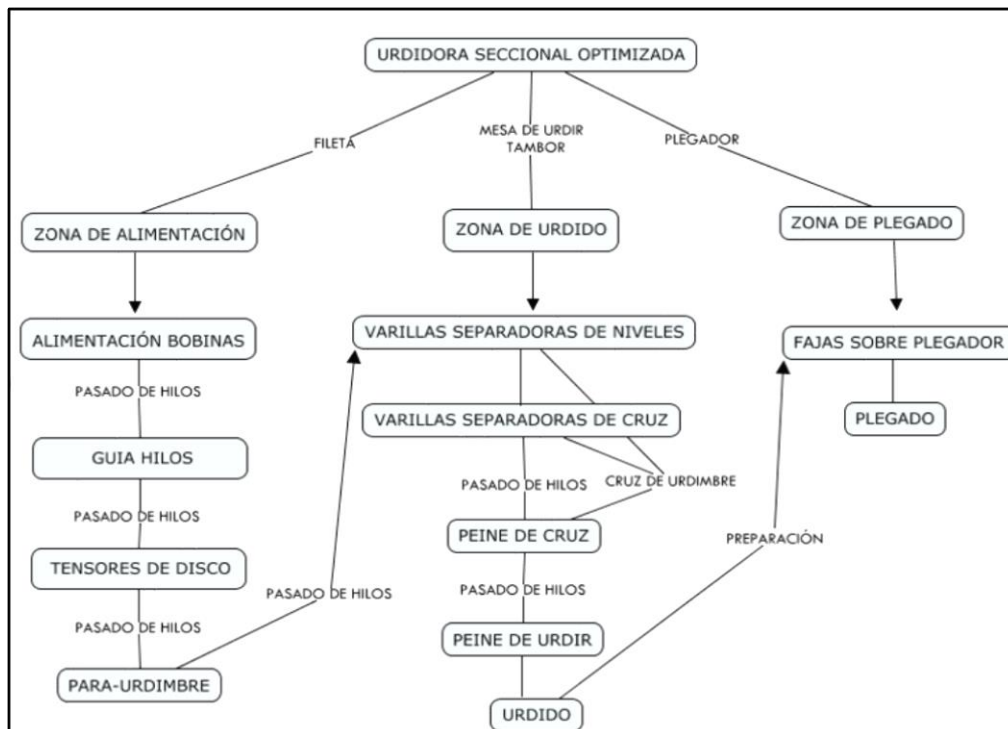 URDIDORA SECCIONAL OPTIMIZADA
FILETA
MESA DE URDIR
TAMBOR
PLEGADOR
ZONA DE ALIMENTACIÓN
ZONA DE URDIDO
ZONA DE PLEGADO
ALIMENTACIÓN BOBINAS
VARILLAS SEPARADORAS DE NIVELES
FAJAS SOBRE PLEGADOR
PASADO DE HILOS
VARILLAS SEPARADORAS DE CRUZ
PLEGADO
GUIA HILOS
PASADO DE HILOS
CRUZ DE URDIMBRE
PASADO DE HILOS
PEINE DE CRUZ
PREPARACIÓN
TENSORES DE DISCO
PASADO DE HILOS
PASADO DE HILOS
PASADO DE HILOS
PEINE DE URDIR
PARA-URDIMBRE
URDIDO